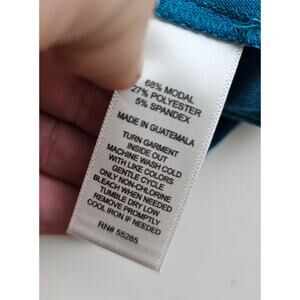 68% MODAL
27% POLYESTER
5% SPANDEX
MADE IN GUATEMALA
TURN GARMENT
INSIDE OUT
MACHINE WASH COLD
WITH LIKE COLORS
GENTLE CYCLE
ONLY NON-CHLORINE
BLEACH WHEN NEEDED
TUMBLE DRY LOW
REMOVE PROMPTLY
COOL IRON IF NEEDED
RN# 55285